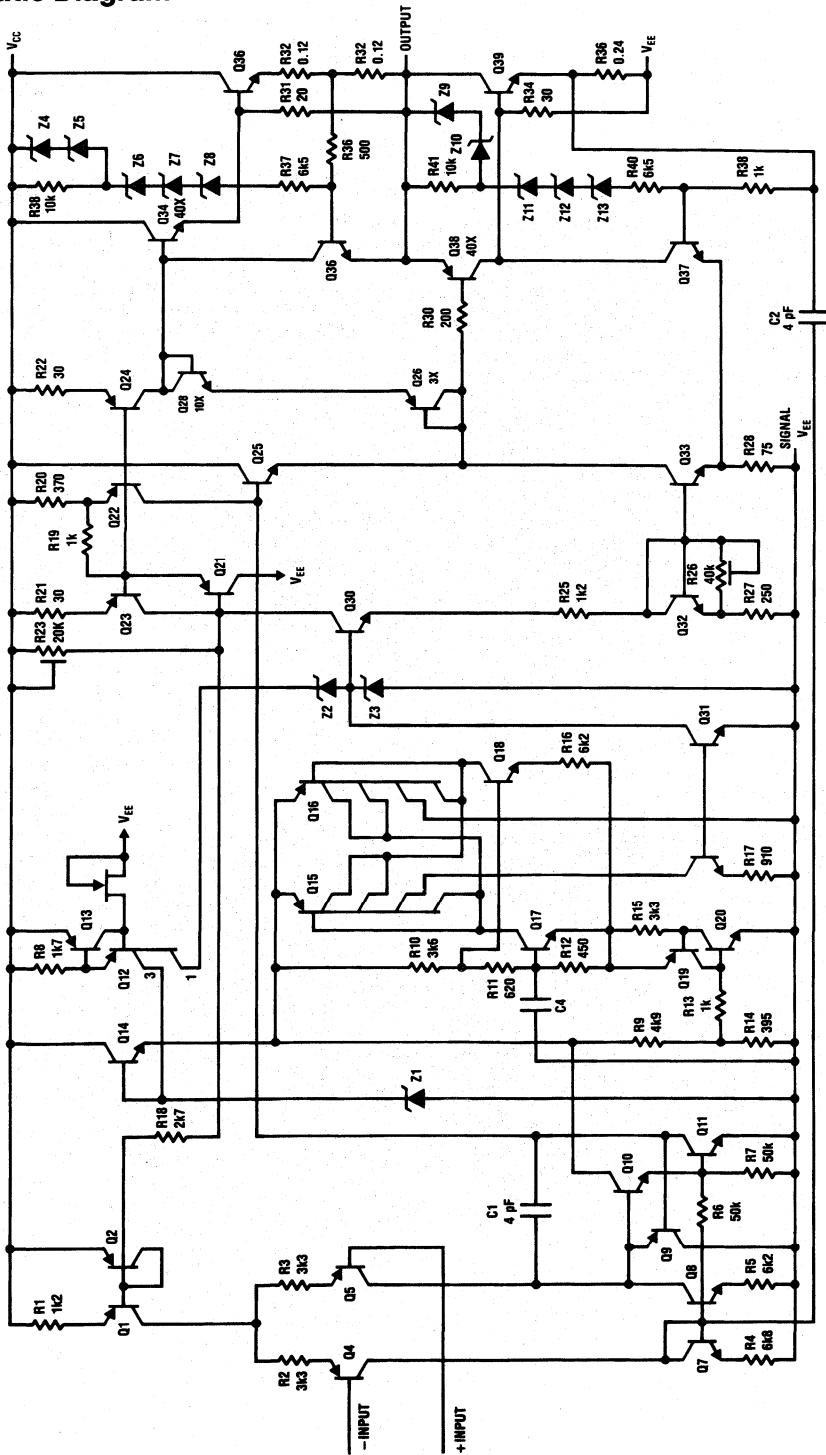 VCC
R1
1k2
Q1
Q2
R18
2k7
Q14
R8
1k7
Q12
3
1
Q13
VEE
R23
20K
R21
30
Q23
R19
1k
R20
370
Q22
Q21
VEE
R22
30
Q24
Q28
10X
Q25
R38
10k
Z4
Z5
Z6
Z7
Z8
Q34
40X
Q36
R37
6k5
R31
20
R32
0.12
R32
0.12
R36
500
Q36
OUTPUT
R2
3k3
R3
3k3
Q4
Q5
−INPUT
+INPUT
C1
4 pF
Z1
Q15
Q16
Z2
Z3
Q30
Q26
3X
R30
200
Q38
40X
R41
10k
Z9
Z10
Z11
Z12
Z13
Q39
R40
6k5
R34
30
R36
0.24
VEE
R10
3k6
R11
620
R12
450
Q17
C4
Q18
R16
6k2
R25
1k2
Q33
Q37
R38
1k
Q10
Q9
Q8
Q7
Q11
R4
6k8
R5
6k2
R6
50k
R7
50k
R9
4k9
R13
1k
R14
395
R15
3k3
Q19
Q20
R17
910
Q31
Q32
R26
40k
R27
250
R28
75
SIGNAL
VEE
C2
4 pF